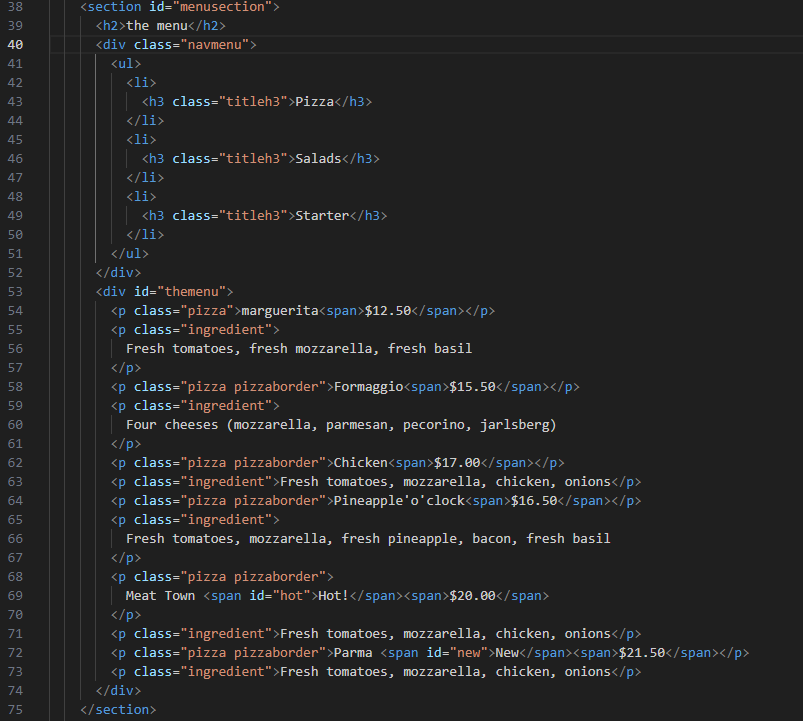 38 <section id="menusection">
39 <h2>the menu</h2>
40 <div class="navmenu">
41 <ul>
42 <li>
43 <h3 class="titleh3">Pizza</h3>
44 </li>
45 <li>
46 <h3 class="titleh3">Salads</h3>
47 </li>
48 <li>
49 <h3 class="titleh3">Starter</h3>
50 </li>
51 </ul>
52 </div>
53 <div id="themenu">
54 <p class="pizza">marguerita<span>$12.50</span></p>
55 <p class="ingredient">
56 Fresh tomatoes, fresh mozzarella, fresh basil
57 </p>
58 <p class="pizza pizzaborder">Formaggio<span>$15.50</span></p>
59 <p class="ingredient">
60 Four cheeses (mozzarella, parmesan, pecorino, jarlsberg)
61 </p>
62 <p class="pizza pizzaborder">Chicken<span>$17.00</span></p>
63 <p class="ingredient">Fresh tomatoes, mozzarella, chicken, onions</p>
64 <p class="pizza pizzaborder">Pineapple'o'clock<span>$16.50</span></p>
65 <p class="ingredient">
66 Fresh tomatoes, mozzarella, fresh pineapple, bacon, fresh basil
67 </p>
68 <p class="pizza pizzaborder">
69 Meat Town <span id="hot">Hot!</span><span>$20.00</span>
70 </p>
71 <p class="ingredient">Fresh tomatoes, mozzarella, chicken, onions</p>
72 <p class="pizza pizzaborder">Parma <span id="new">New</span><span>$21.50</span></p>
73 <p class="ingredient">Fresh tomatoes, mozzarella, chicken, onions</p>
74 </div>
75 </section>